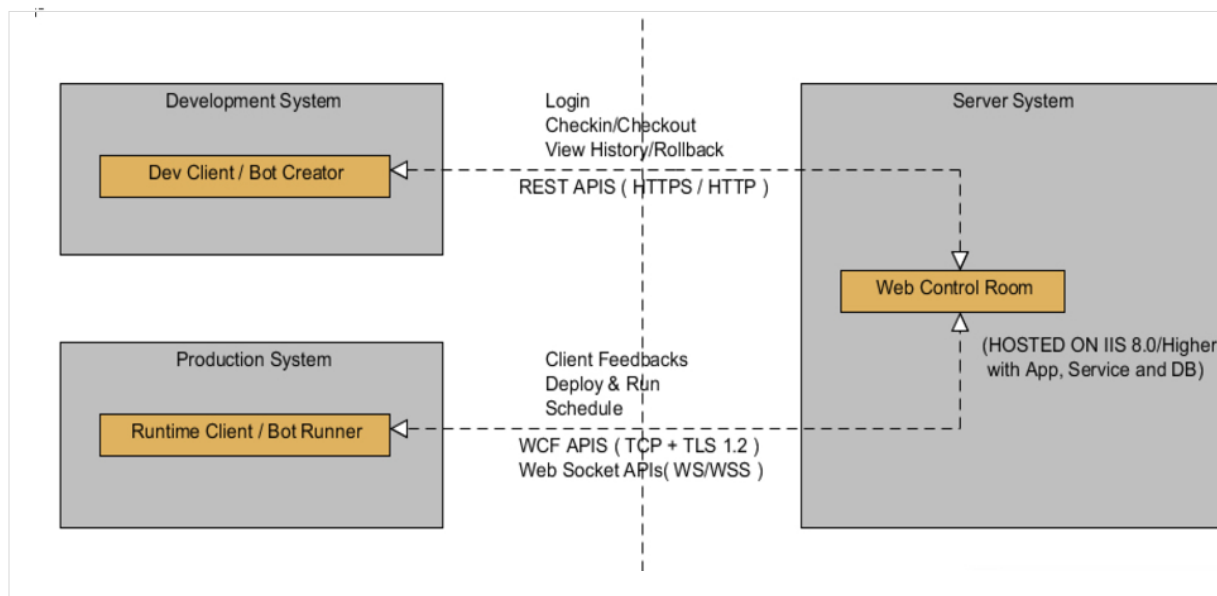 Development System
Dev Client / Bot Creator
Login
Checkin/Checkout
View History/Rollback
REST APIS ( HTTPS / HTTP )
Server System
Web Control Room
(HOSTED ON IIS 8.0/Higher
with App, Service and DB)
Production System
Runtime Client / Bot Runner
Client Feedbacks
Deploy & Run
Schedule
WCF APIS ( TCP + TLS 1.2 )
Web Socket APIs( WS/WSS )